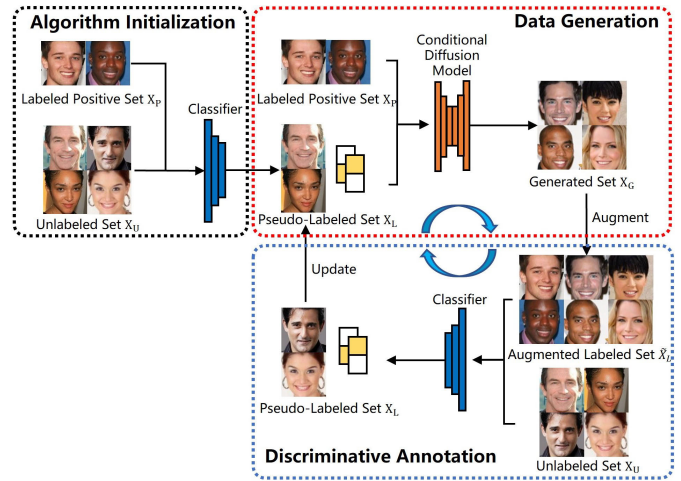 Algorithm Initialization
Labeled Positive Set X_P
Classifier
Unlabeled Set X_U
Data Generation
Conditional
Diffusion
Model
Labeled Positive Set X_P
Pseudo-Labeled Set X_L
Generated Set X_G
Augment
Update
Classifier
Augmented Labeled Set X̃_L
Pseudo-Labeled Set X_L
Unlabeled Set X_U
Discriminative Annotation